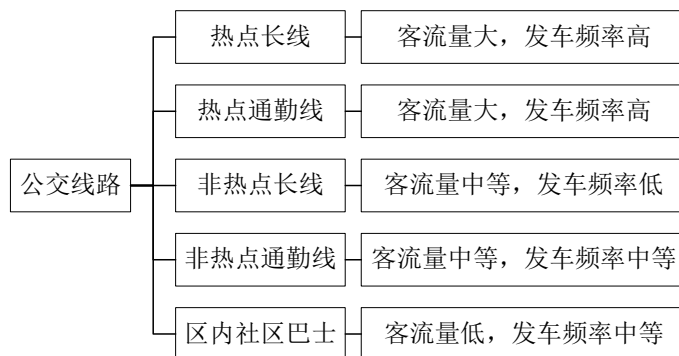 热点长线
客流量大，发车频率高
热点通勤线
客流量大，发车频率高
公交线路
非热点长线
客流量中等，发车频率低
非热点通勤线
客流量中等，发车频率中等
区内社区巴士
客流量低，发车频率中等